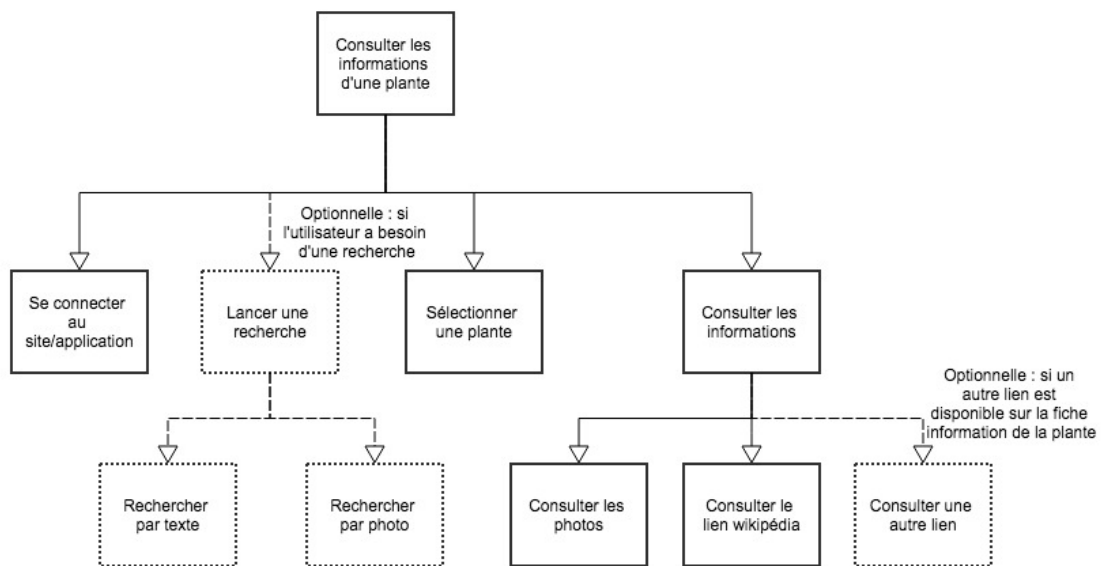 Consulter les
informations
d'une plante
Optionnelle : si
l'utilisateur a besoin
d'une recherche
Se connecter
au
site/application
Lancer une
recherche
Sélectionner
une plante
Consulter les
informations
Optionnelle : si un
autre lien est
disponible sur la fiche
information de la plante
Rechercher
par texte
Rechercher
par photo
Consulter les
photos
Consulter le
lien wikipédia
Consulter une
autre lien